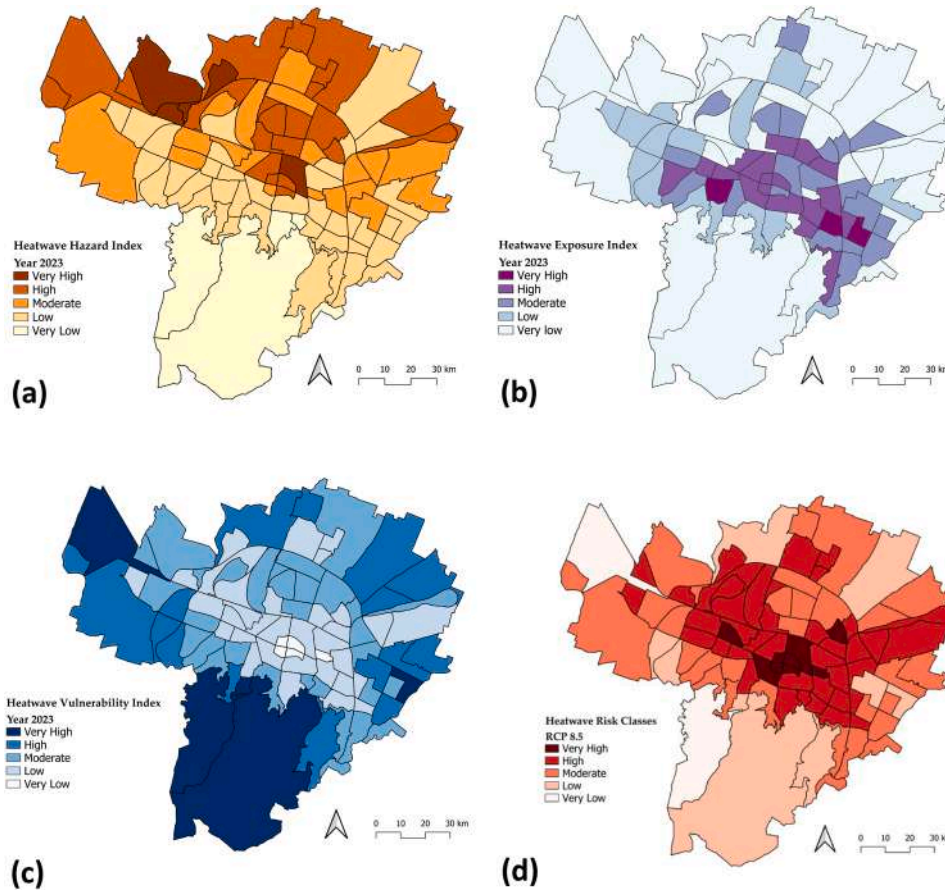 (a)
Heatwave Hazard Index
Year 2023
Very High
High
Moderate
Low
Very Low
0 10 20 30 km
(b)
Heatwave Exposure Index
Year 2023
Very High
High
Moderate
Low
Very low
0 10 20 30 km
(c)
Heatwave Vulnerability Index
Year 2023
Very High
High
Moderate
Low
Very Low
0 10 20 30 km
(d)
Heatwave Risk Classes
RCP 8.5
Very High
High
Moderate
Low
Very Low
0 10 20 30 km